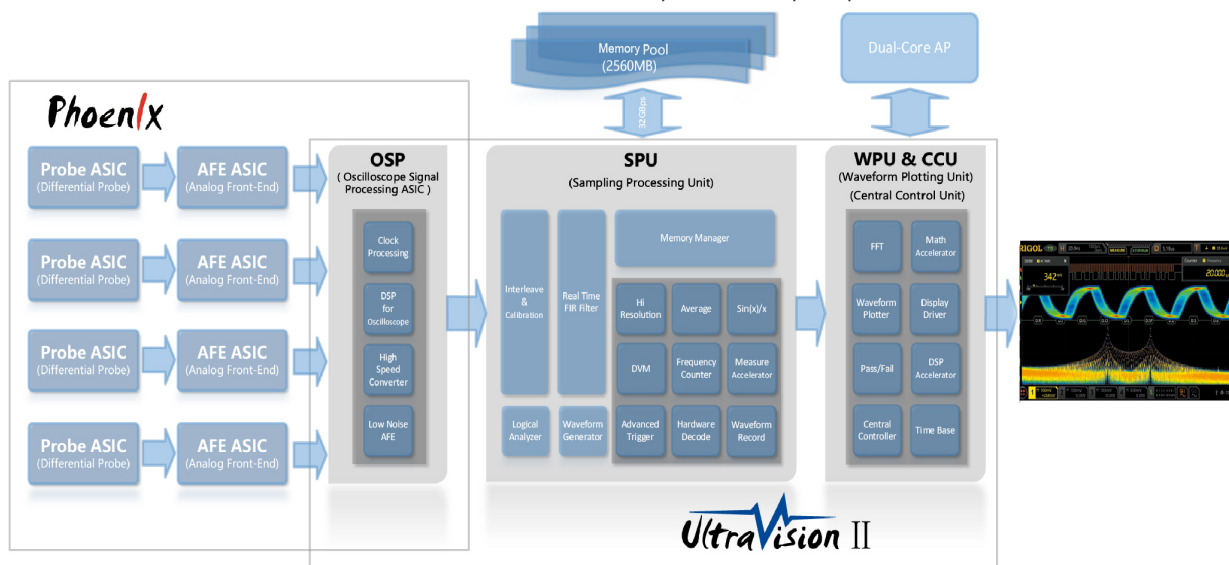 Memory Pool
(2560MB)
Dual-Core AP
32GBps
Phoenix
Probe ASIC
(Differential Probe)
AFE ASIC
(Analog Front-End)
Probe ASIC
(Differential Probe)
AFE ASIC
(Analog Front-End)
Probe ASIC
(Differential Probe)
AFE ASIC
(Analog Front-End)
Probe ASIC
(Differential Probe)
AFE ASIC
(Analog Front-End)
OSP
( Oscilloscope Signal
Processing ASIC )
Clock
Processing
DSP
for
Oscilloscope
High
Speed
Converter
Low Noise
AFE
SPU
(Sampling Processing Unit)
Interleave
&
Calibration
Real Time
FIR Filter
Memory Manager
Hi
Resolution
Average
Sin(x)/x
DVM
Frequency
Counter
Measure
Accelerator
Logical
Analyzer
Waveform
Generator
Advanced
Trigger
Hardware
Decode
Waveform
Record
WPU & CCU
(Waveform Plotting Unit)
(Central Control Unit)
FFT
Math
Accelerator
Waveform
Plotter
Display
Driver
Pass/Fail
DSP
Accelerator
Central
Controller
Time Base
RIGOL
MEASURE
342
20.000
UltraVision II